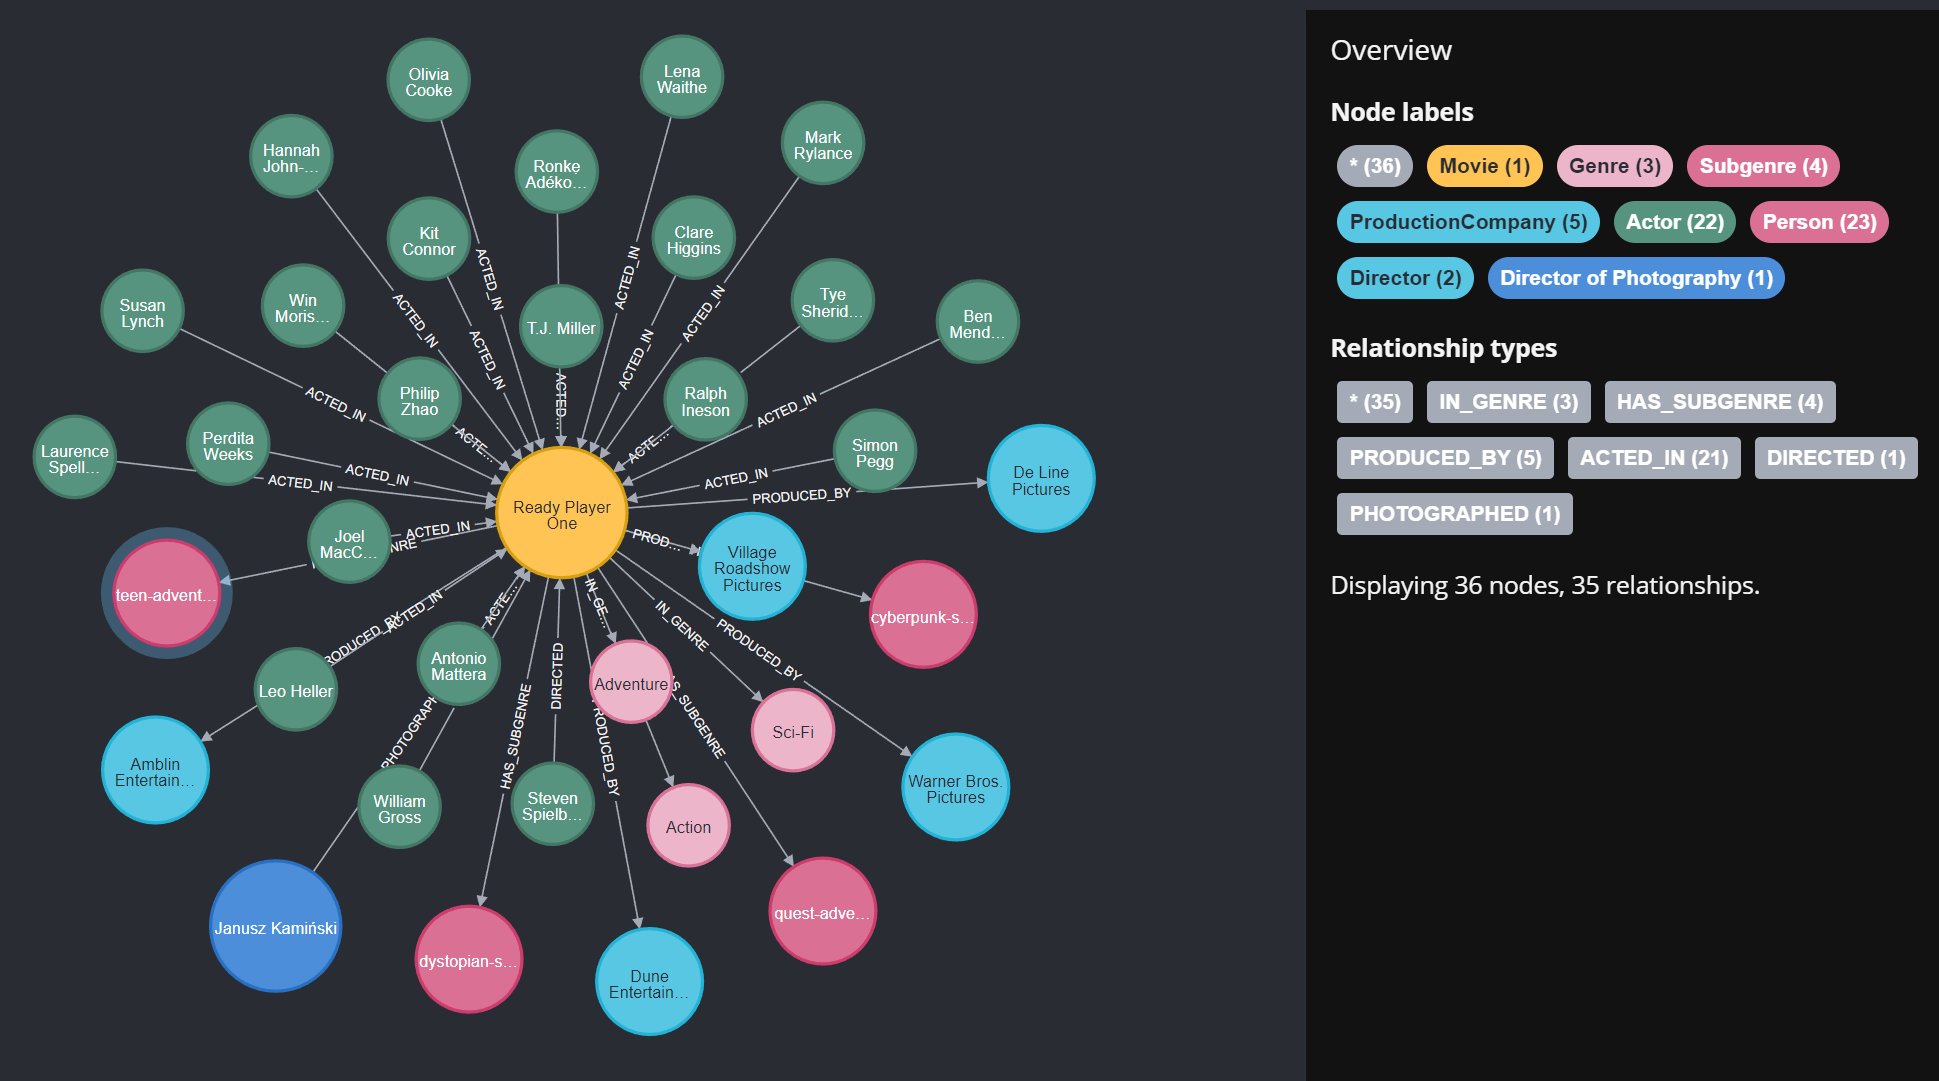 Olivia
Cooke
Lena
Waithe
Hannah
John-...
Ronkẹ
Adéko...
Mark
Rylance
Kit
Connor
Clare
Higgins
Susan
Lynch
Win
Moris...
T.J. Miller
Tye
Sherid...
Ben
Mend...
Philip
Zhao
Ralph
Ineson
Laurence
Spell...
Perdita
Weeks
Simon
Pegg
De Line
Pictures
Ready Player
One
Joel
MacC...
Village
Roadshow
Pictures
teen-advent...
cyberpunk-s...
Leo Heller
Antonio
Mattera
Adventure
Sci-Fi
Amblin
Entertain...
William
Gross
Steven
Spielb...
Action
Warner Bros.
Pictures
Janusz Kamiński
dystopian-s...
Dune
Entertain...
quest-adve...
ACTED_IN
ACTED_IN
ACTED_IN
ACTED_IN
ACTED_IN
ACTED_IN
ACTED_IN
ACTED...
ACTE...
ACTE...
ACTED_IN
ACTED_IN
ACTED_IN
ACTED_IN
PRODUCED_BY
ACTED_IN
NRE
PROD...
RODUCED_BY
ACTED_IN
ACTE...
IN_GE...
IN_GENRE
PRODUCED_BY
PHOTOGRAPH
HAS_SUBGENRE
DIRECTED
RODUCED_BY
S_SUBGENRE
Overview
Node labels
* (36) Movie (1) Genre (3) Subgenre (4)
ProductionCompany (5) Actor (22) Person (23)
Director (2) Director of Photography (1)
Relationship types
* (35) IN_GENRE (3) HAS_SUBGENRE (4)
PRODUCED_BY (5) ACTED_IN (21) DIRECTED (1)
PHOTOGRAPHED (1)
Displaying 36 nodes, 35 relationships.